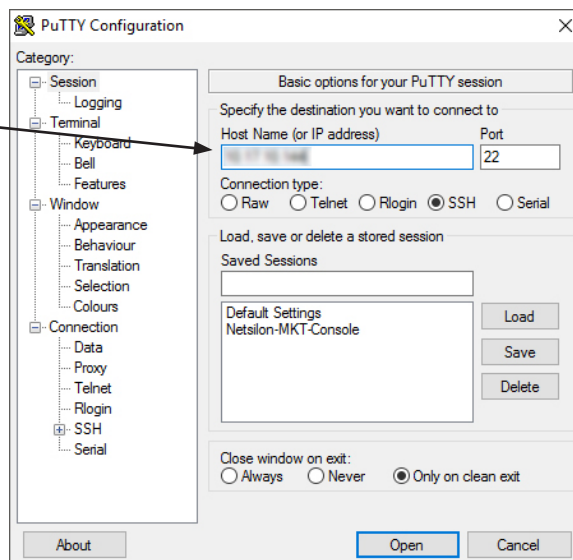 PuTTY Configuration
Category:
Session
Logging
Terminal
Keyboard
Bell
Features
Window
Appearance
Behaviour
Translation
Selection
Colours
Connection
Data
Proxy
Telnet
Rlogin
SSH
Serial
Basic options for your PuTTY session
Specify the destination you want to connect to
Host Name (or IP address) Port
22
Connection type:
Raw Telnet Rlogin SSH Serial
Load, save or delete a stored session
Saved Sessions
Default Settings
Netsilon-MKT-Console
Load
Save
Delete
Close window on exit:
Always Never Only on clean exit
About Open Cancel